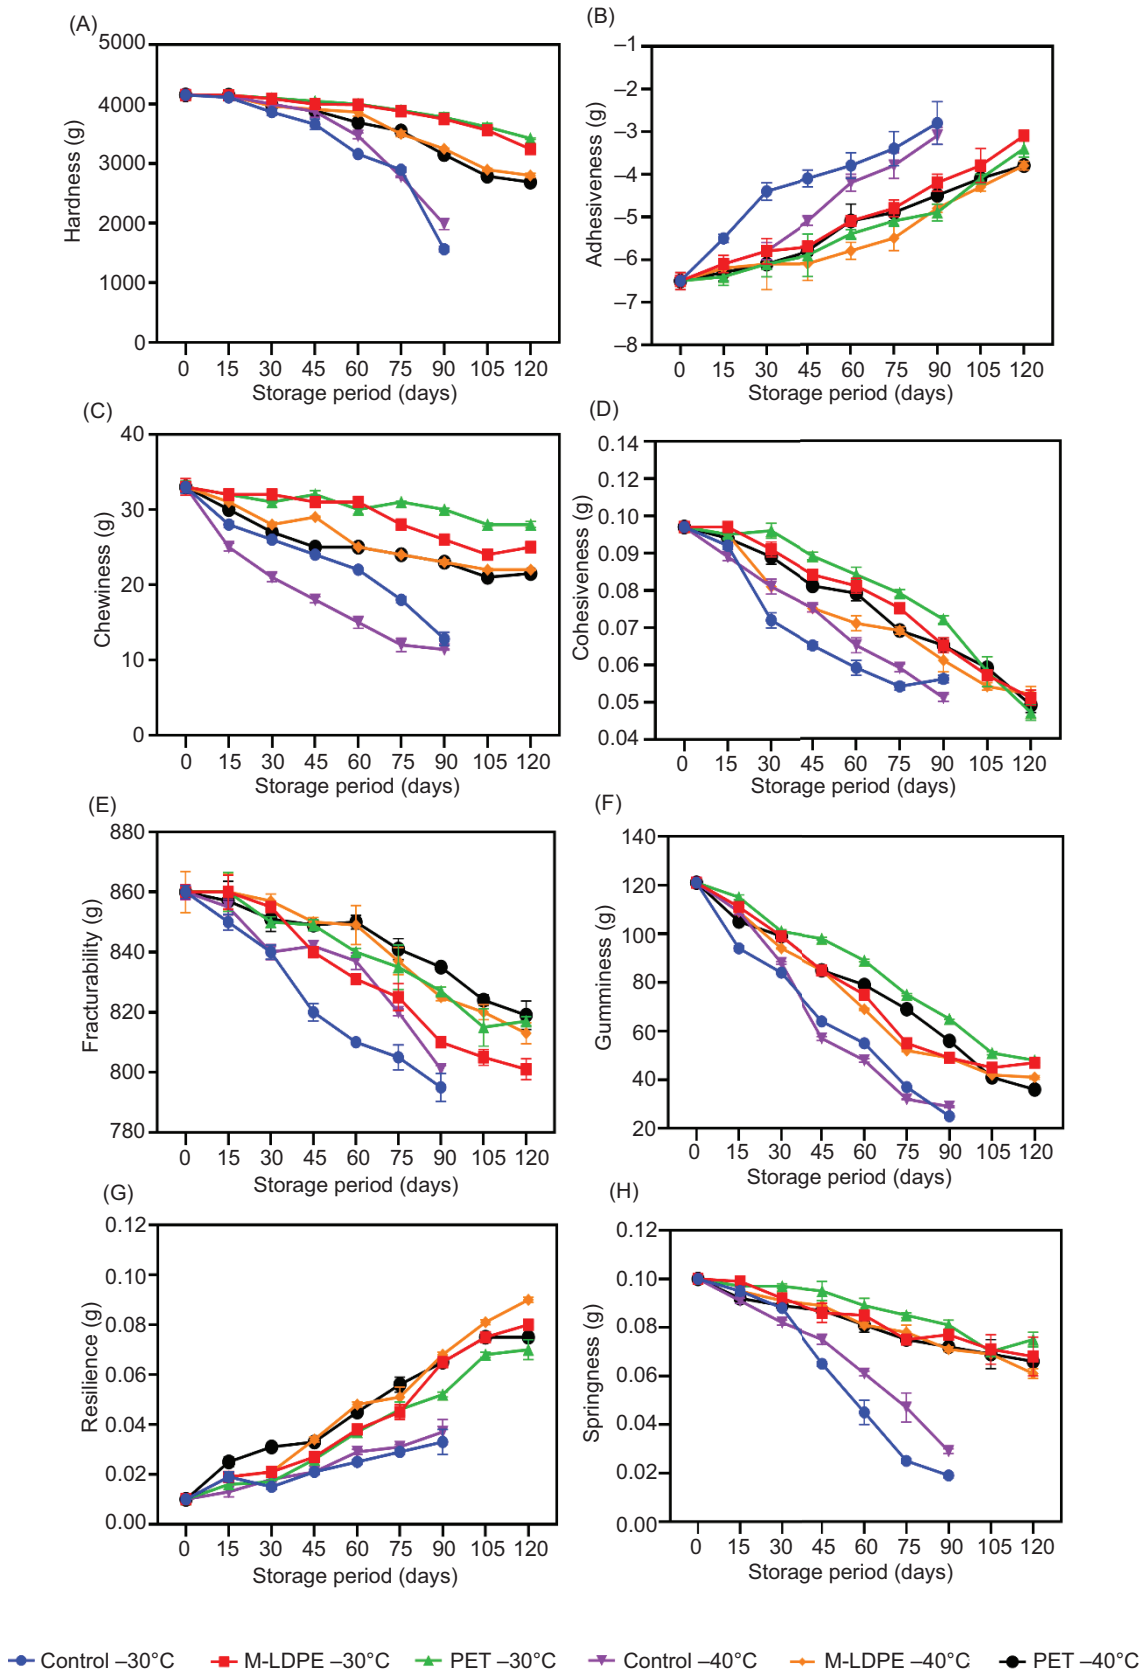 (A)
5000
4000
3000
2000
1000
0
Hardness (g)
0 15 30 45 60 75 90 105 120
Storage period (days)
(B)
–1
–2
–3
–4
–5
–6
–7
–8
Adhesiveness (g)
0 15 30 45 60 75 90 105 120
Storage period (days)
(C)
40
30
20
10
0
Chewiness (g)
0 15 30 45 60 75 90 105 120
Storage period (days)
(D)
0.14
0.12
0.10
0.090
0.08
0.07
0.06
0.05
0.04
Cohesiveness (g)
0 15 30 45 60 75 90 105 120
Storage period (days)
(E)
880
860
840
820
800
780
Fracturability (g)
0 15 30 45 60 75 90 105 120
Storage period (days)
(F)
140
120
100
80
60
40
20
Gumminess (g)
0 15 30 45 60 75 90 105 120
Storage period (days)
(G)
0.12
0.10
0.08
0.06
0.04
0.02
0.00
Resilience (g)
0 15 30 45 60 75 90 105 120
Storage period (days)
(H)
0.12
0.10
0.08
0.06
0.04
0.02
0.00
Springness (g)
0 15 30 45 60 75 90 105 120
Storage period (days)
Control –30°C M-LDPE –30°C PET –30°C Control –40°C M-LDPE –40°C PET –40°C